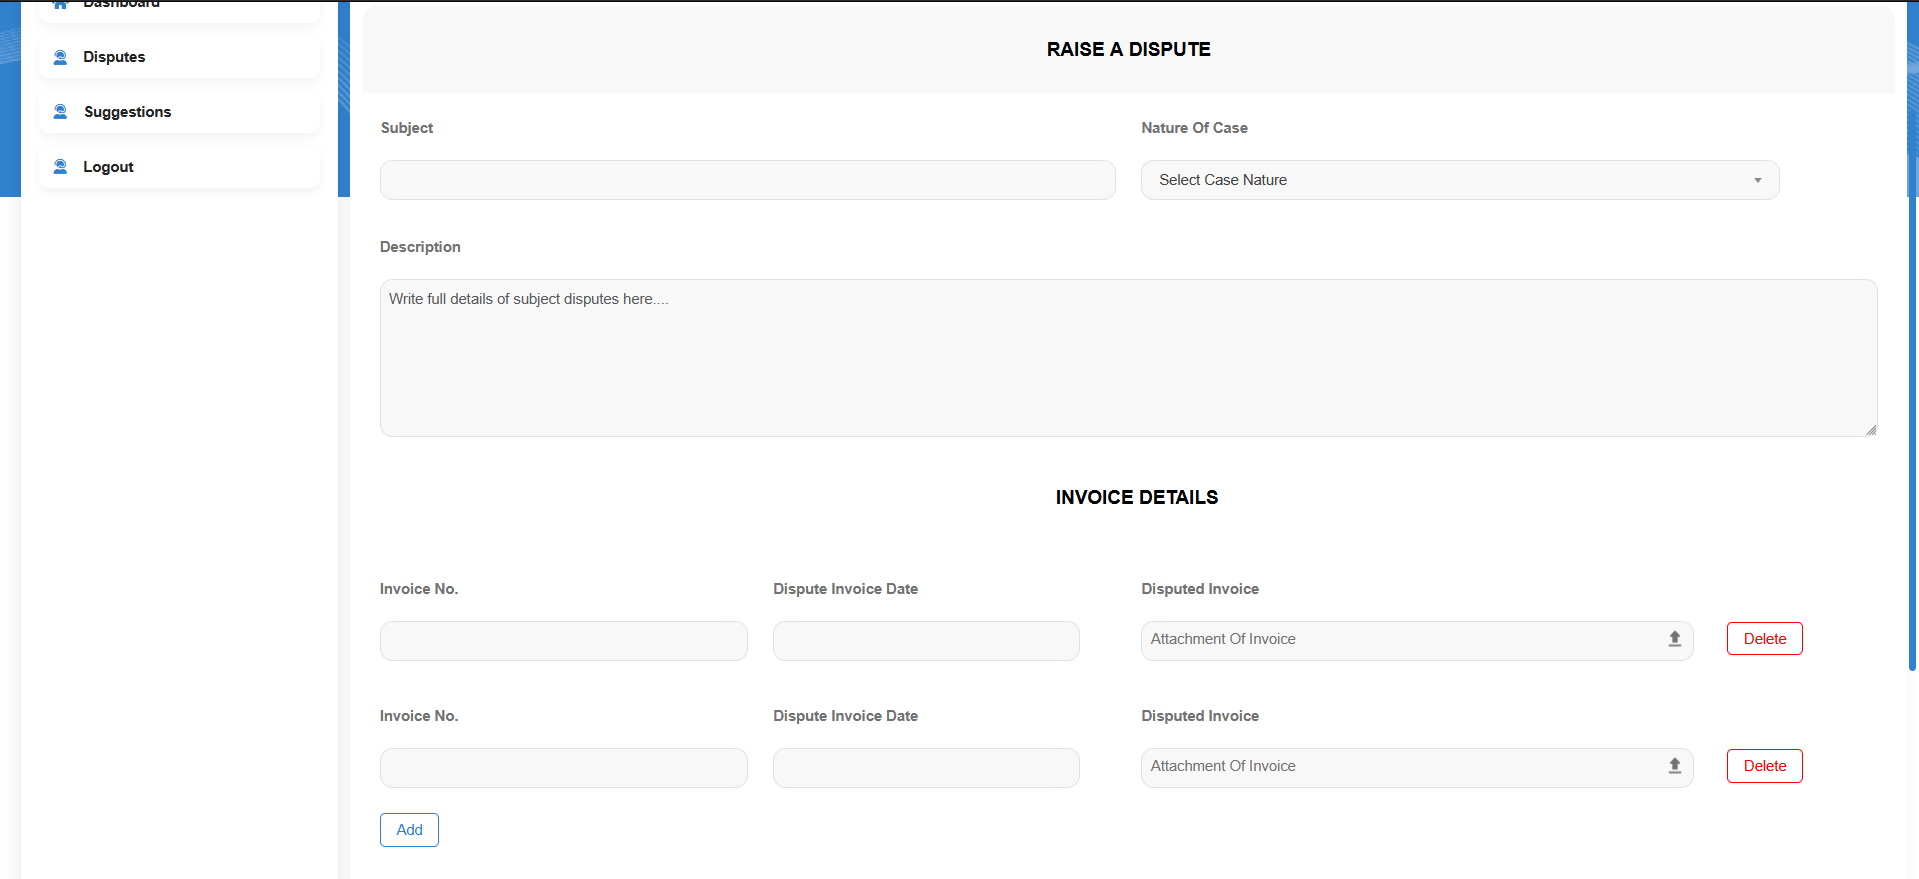 Dashboard
Disputes
Suggestions
Logout
RAISE A DISPUTE
Subject
Nature Of Case
Select Case Nature
Description
Write full details of subject disputes here....
INVOICE DETAILS
Invoice No.
Dispute Invoice Date
Disputed Invoice
Attachment Of Invoice
Delete
Invoice No.
Dispute Invoice Date
Disputed Invoice
Attachment Of Invoice
Delete
Add